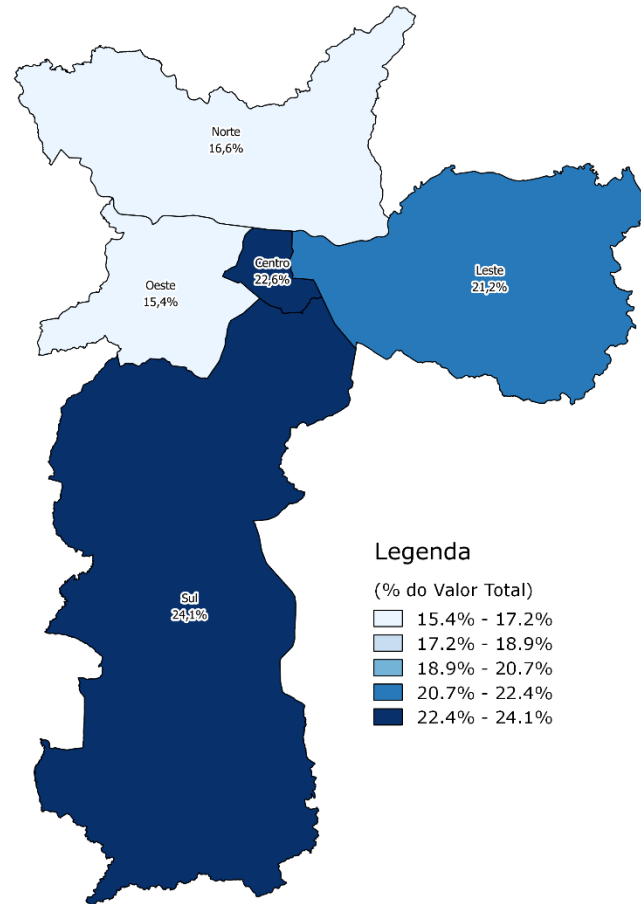 Norte
16,6%
Centro
22,6%
Leste
21,2%
Oeste
15,4%
Sul
24,1%
Legenda
(% do Valor Total)
15.4% - 17.2%
17.2% - 18.9%
18.9% - 20.7%
20.7% - 22.4%
22.4% - 24.1%